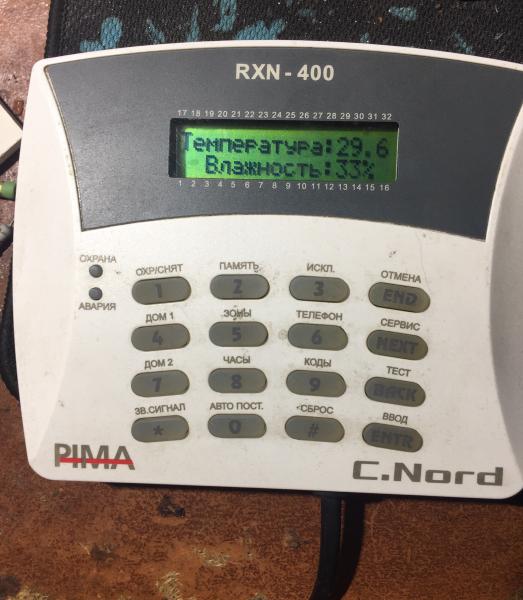 RXN - 400
17 18 19 20 21 22 23 24 25 26 27 28 29 30 31 32
Температура:29.6
Влажность:33%
1 2 3 4 5 6 7 8 9 10 11 12 13 14 15 16
ОХРАНА
АВАРИЯ
ОХР/СНЯТ ПАМЯТЬ ИСКЛ. ОТМЕНА
1 2 3 END
ДОМ 1 ЗОНЫ ТЕЛЕФОН СЕРВИС
4 5 6 NEXT
ДОМ 2 ЧАСЫ КОДЫ ТЕСТ
7 8 9 BACK
ЗВ.СИГНАЛ АВТО ПОСТ. СБРОС ВВОД
* 0 # ENTR
PIMA
C.Nord